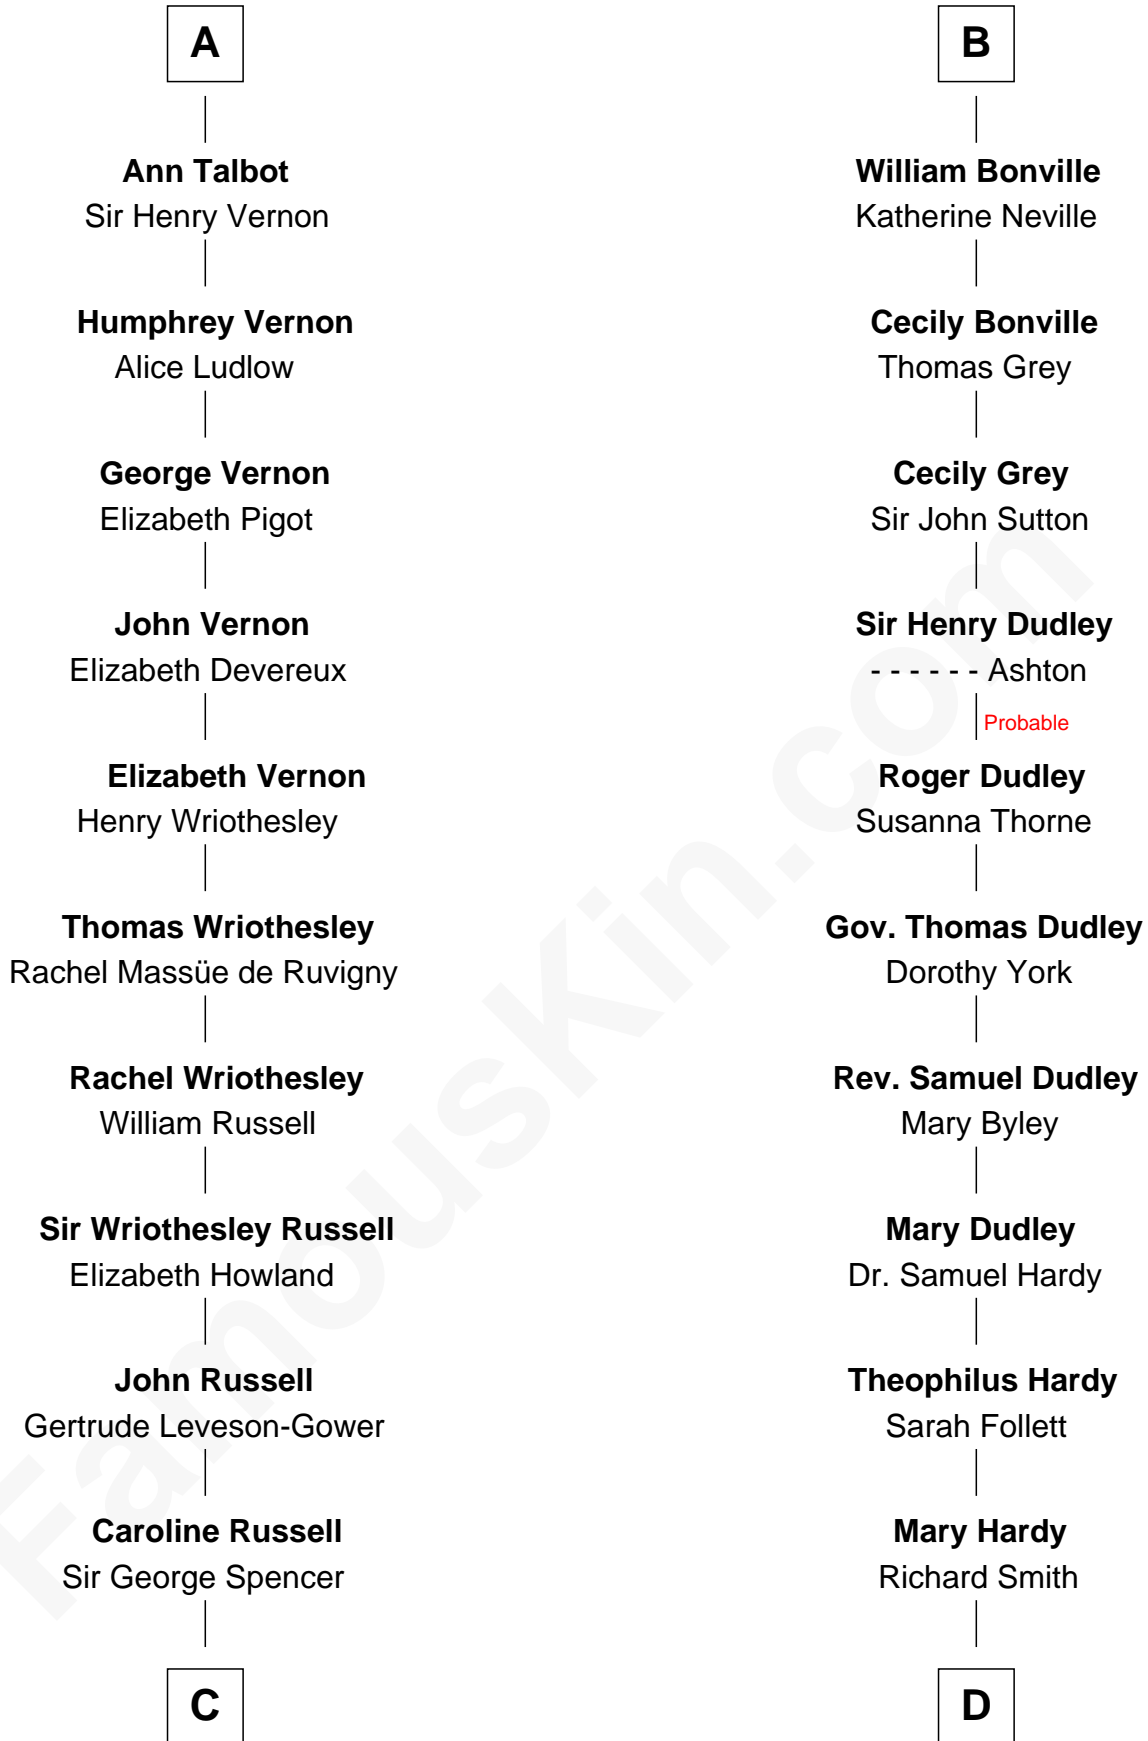 A
Ann Talbot
Sir Henry Vernon
Humphrey Vernon
Alice Ludlow
George Vernon
Elizabeth Pigot
John Vernon
Elizabeth Devereux
Elizabeth Vernon
Henry Wriothesley
Thomas Wriothesley
Rachel Massüe de Ruvigny
Rachel Wriothesley
William Russell
Sir Wriothesley Russell
Elizabeth Howland
John Russell
Gertrude Leveson-Gower
Caroline Russell
Sir George Spencer
C
B
William Bonville
Katherine Neville
Cecily Bonville
Thomas Grey
Cecily Grey
Sir John Sutton
Sir Henry Dudley
- - - - - - Ashton
Probable
Roger Dudley
Susanna Thorne
Gov. Thomas Dudley
Dorothy York
Rev. Samuel Dudley
Mary Byley
Mary Dudley
Dr. Samuel Hardy
Theophilus Hardy
Sarah Follett
Mary Hardy
Richard Smith
D
FamousKin.com